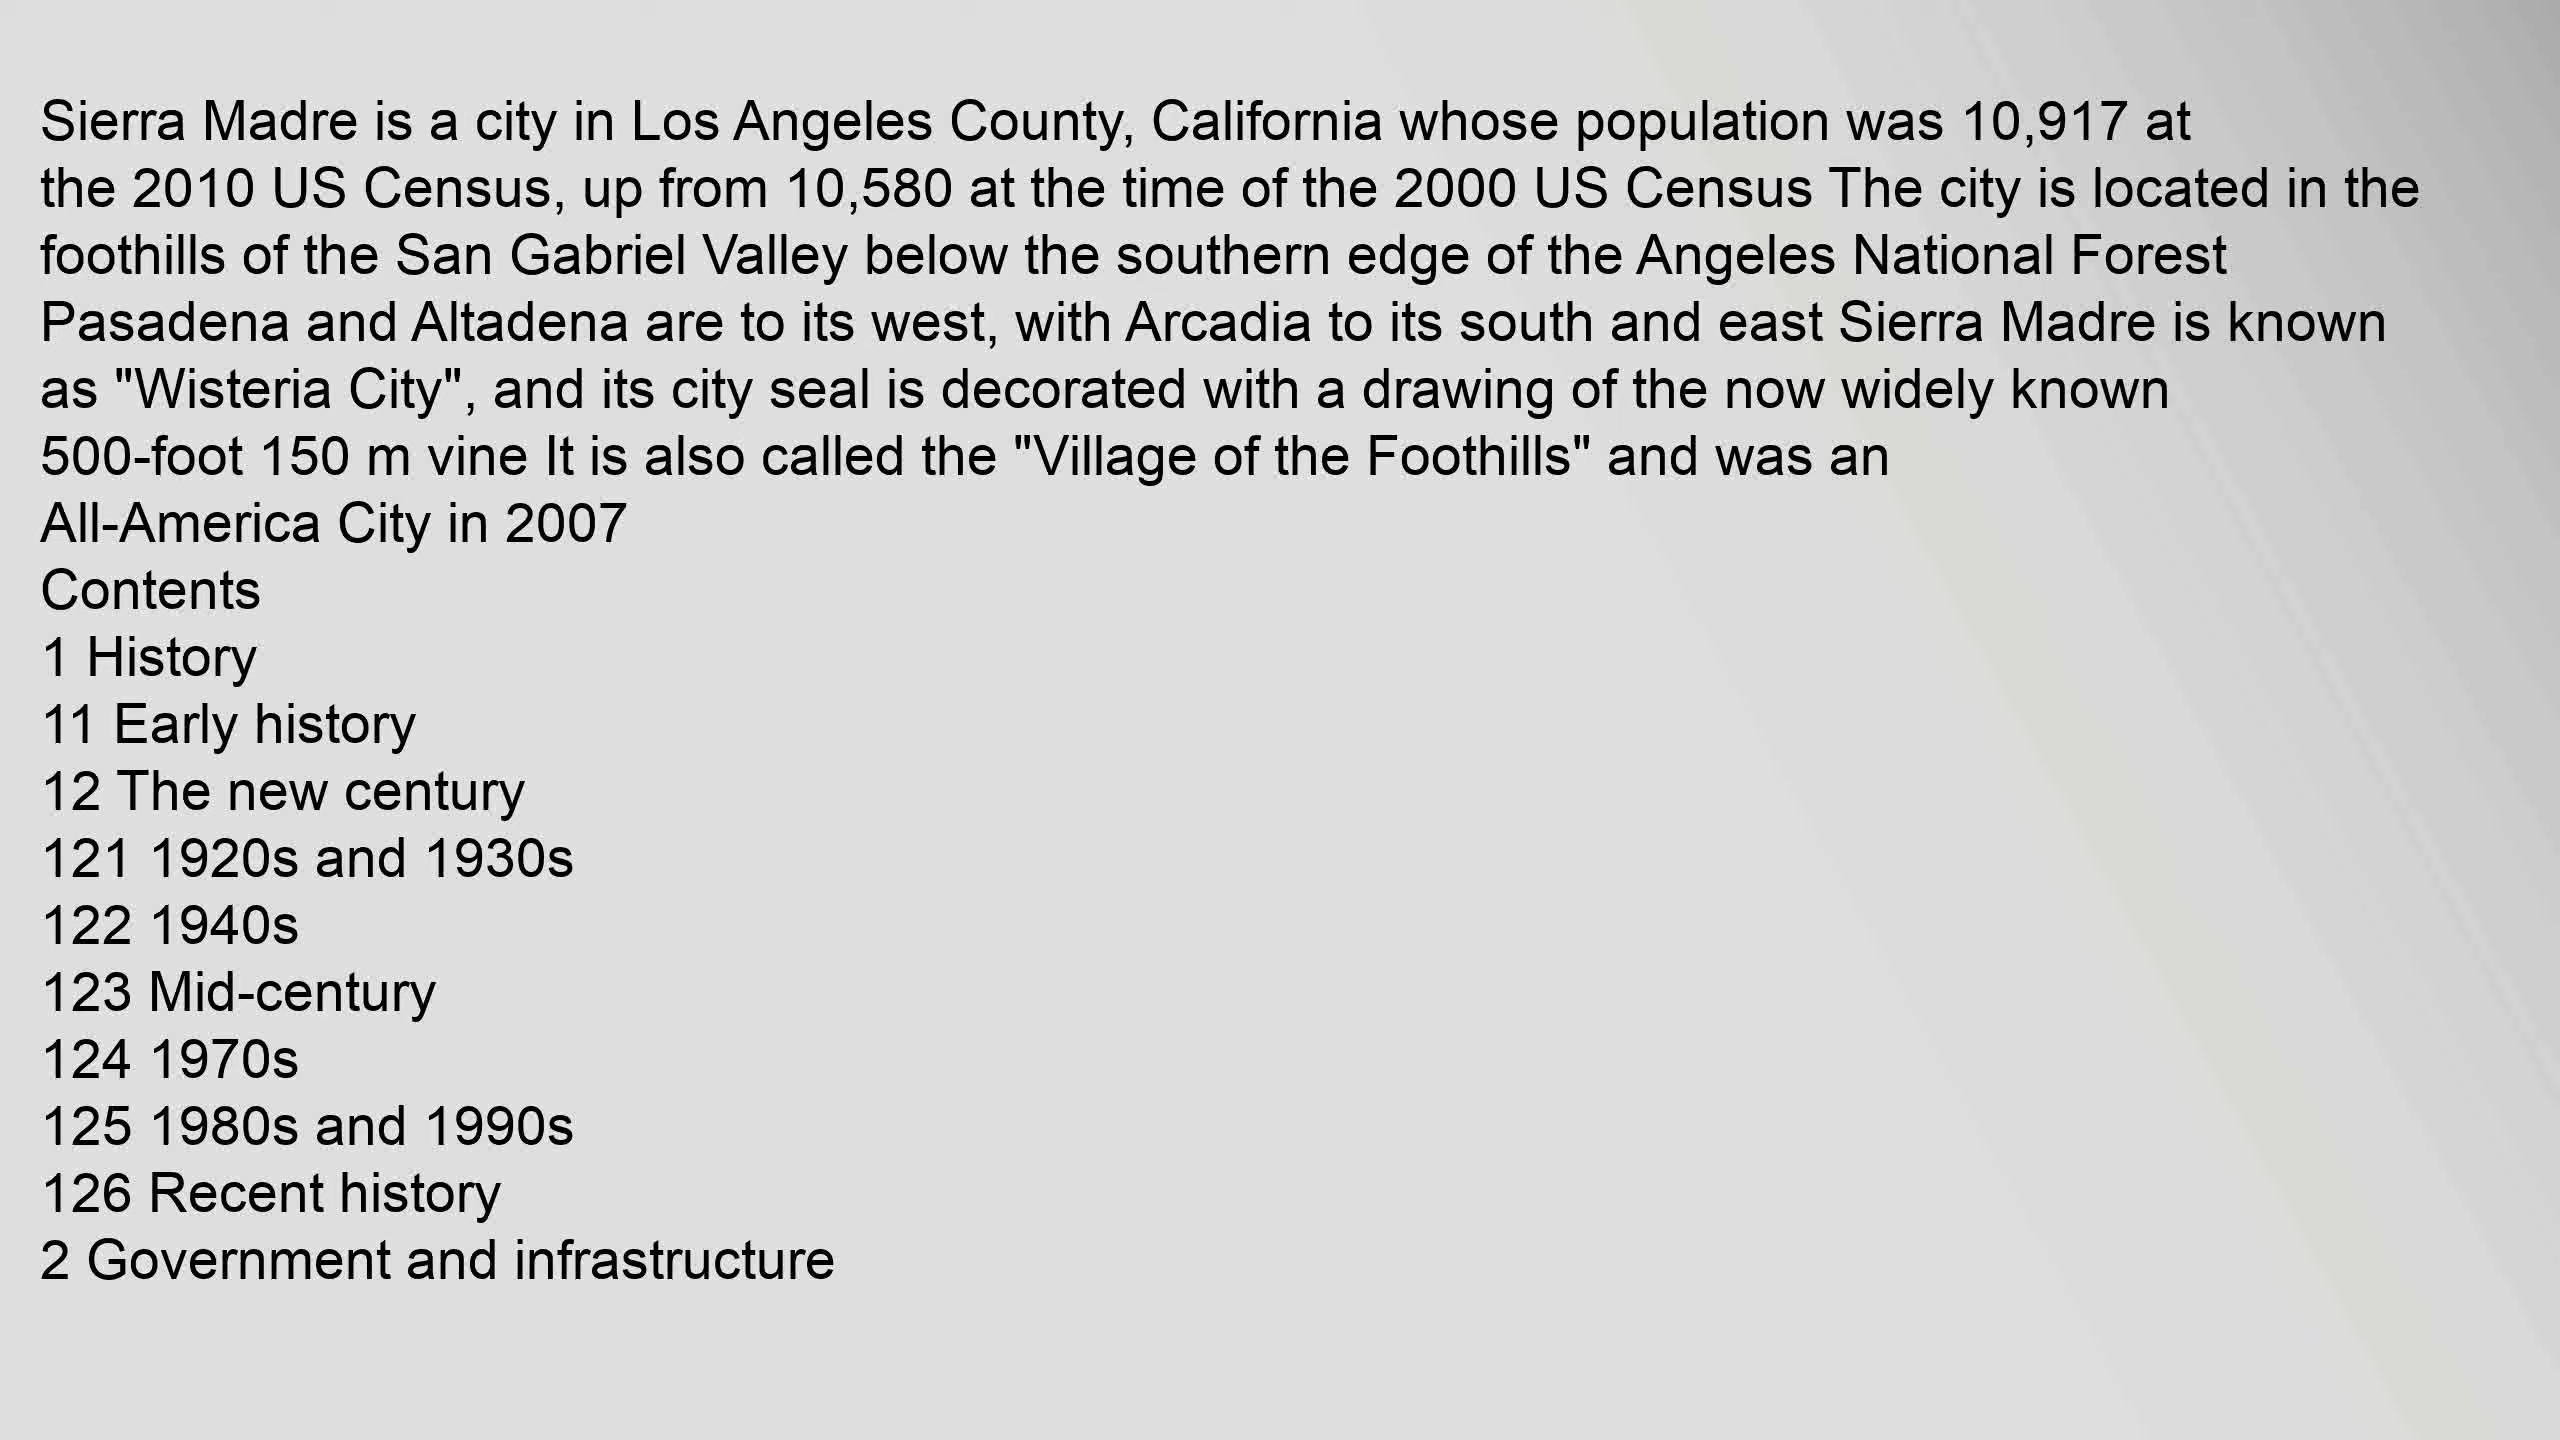 Sierra Madre is a city in Los Angeles County, California whose population was 10,917 at
the 2010 US Census, up from 10,580 at the time of the 2000 US Census The city is located in the
foothills of the San Gabriel Valley below the southern edge of the Angeles National Forest
Pasadena and Altadena are to its west, with Arcadia to its south and east Sierra Madre is known
as "Wisteria City", and its city seal is decorated with a drawing of the now widely known
500-foot 150 m vine It is also called the "Village of the Foothills" and was an
All-America City in 2007
Contents
1 History
11 Early history
12 The new century
121 1920s and 1930s
122 1940s
123 Mid-century
124 1970s
125 1980s and 1990s
126 Recent history
2 Government and infrastructure